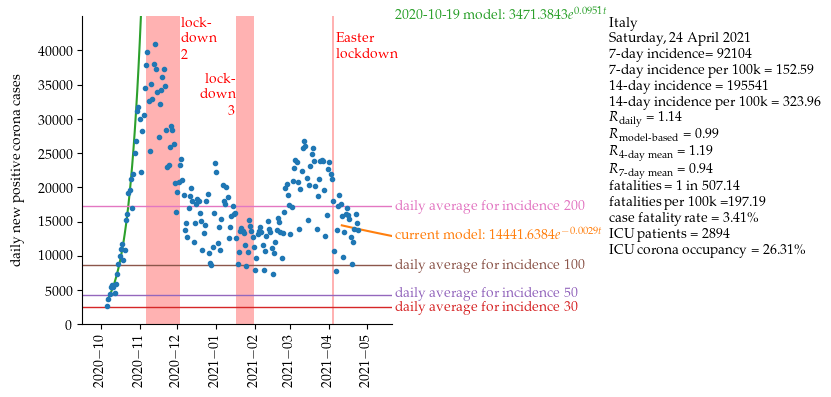 2020-10-19 model: 3471.3843e^{0.0951t}
lock-
down
2
Easter
lockdown
lock-
down
3
daily new positive corona cases
40000
35000
30000
25000
20000
15000
10000
5000
0
daily average for incidence 200
current model: 14441.6384e^{−0.0029t}
daily average for incidence 100
daily average for incidence 50
daily average for incidence 30
2020−10
2020−11
2020−12
2021−01
2021−02
2021−03
2021−04
2021−05
Italy
Saturday, 24 April 2021
7-day incidence= 92104
7-day incidence per 100k = 152.59
14-day incidence = 195541
14-day incidence per 100k = 323.96
R_daily = 1.14
R_model-based = 0.99
R_4-day mean = 1.19
R_7-day mean = 0.94
fatalities = 1 in 507.14
fatalities per 100k =197.19
case fatality rate = 3.41%
ICU patients = 2894
ICU corona occupancy = 26.31%